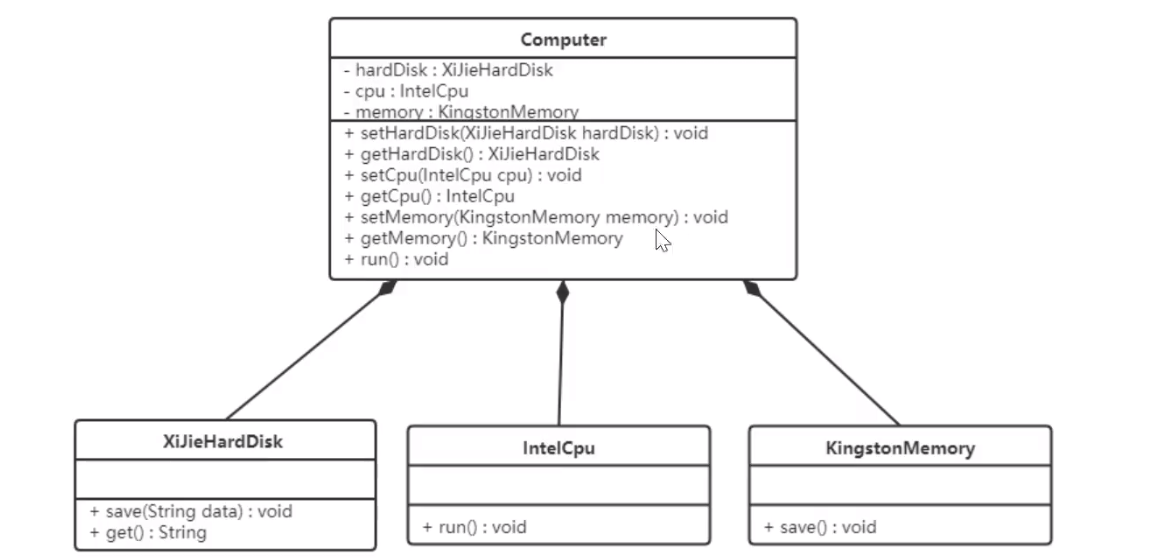 Computer
- hardDisk : XiJieHardDisk
- cpu : IntelCpu
- memory : KingstonMemory
+ setHardDisk(XiJieHardDisk hardDisk) : void
+ getHardDisk() : XiJieHardDisk
+ setCpu(IntelCpu cpu) : void
+ getCpu() : IntelCpu
+ setMemory(KingstonMemory memory) : void
+ getMemory() : KingstonMemory
+ run() : void
XiJieHardDisk
+ save(String data) : void
+ get() : String
IntelCpu
+ run() : void
KingstonMemory
+ save() : void